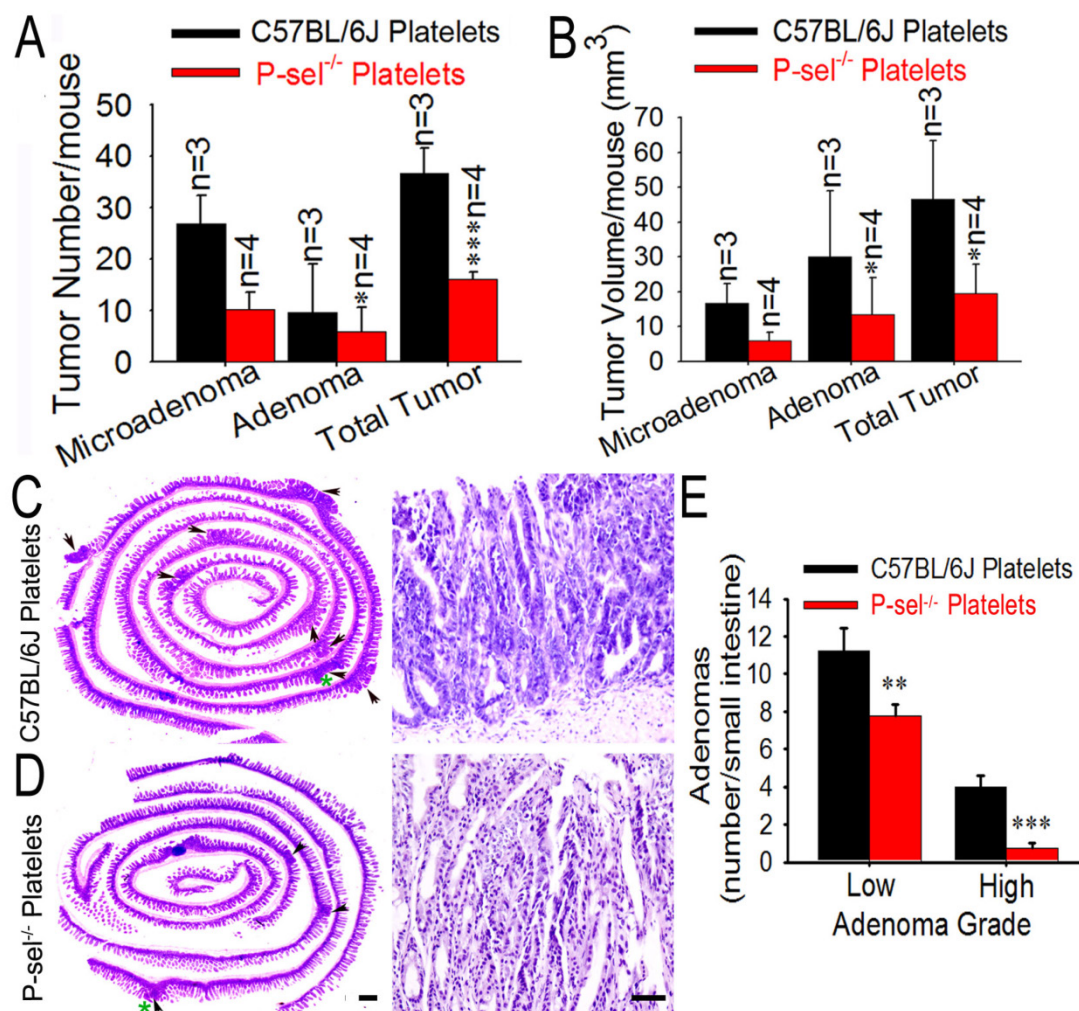 A
C57BL/6J Platelets
P-sel-/- Platelets
Tumor Number/mouse
50
40
30
20
10
0
n=3
n=4
n=3
*n=4
n=3
***n=4
Microadenoma
Adenoma
Total Tumor
B
C57BL/6J Platelets
P-sel-/- Platelets
Tumor Volume/mouse (mm3)
70
60
50
40
30
20
10
0
n=3
n=4
n=3
*n=4
n=3
*n=4
Microadenoma
Adenoma
Total Tumor
C
C57BL/6J Platelets
*
D
P-sel-/- Platelets
*
E
C57BL/6J Platelets
P-sel-/- Platelets
Adenomas
(number/small intestine)
14
12
10
8
6
4
2
0
**
***
Low
High
Adenoma Grade